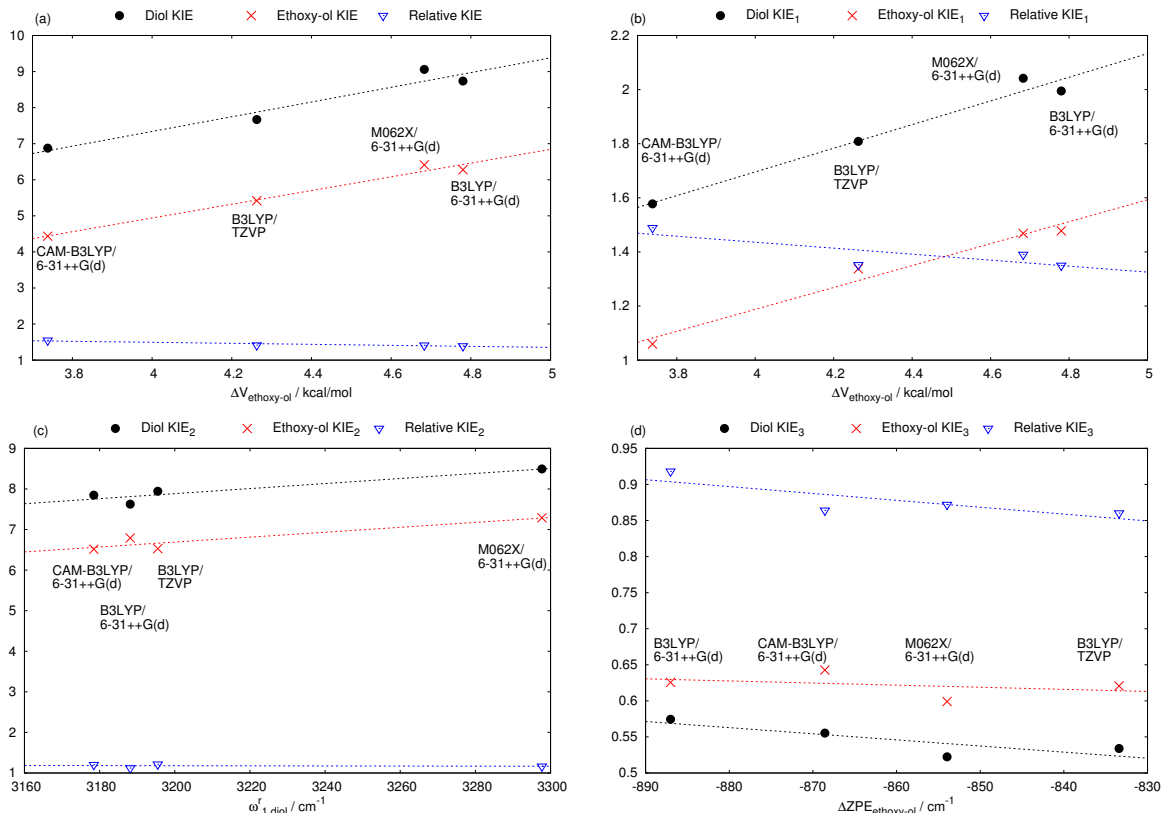 (a) Diol KIE Ethoxy-ol KIE Relative KIE
10
9
8
7
6
5
4
3
2
1
M062X/
6-31++G(d)
B3LYP/
6-31++G(d)
B3LYP/
TZVP
CAM-B3LYP/
6-31++G(d)
3.8 4 4.2 4.4 4.6 4.8 5
ΔV_ethoxy-ol / kcal/mol
(b) Diol KIE₁ Ethoxy-ol KIE₁ Relative KIE₁
2.2
2
1.8
1.6
1.4
1.2
1
M062X/
6-31++G(d)
B3LYP/
6-31++G(d)
CAM-B3LYP/
6-31++G(d)
B3LYP/
TZVP
3.8 4 4.2 4.4 4.6 4.8 5
ΔV_ethoxy-ol / kcal/mol
(c) Diol KIE₂ Ethoxy-ol KIE₂ Relative KIE₂
9
8
7
6
5
4
3
2
1
CAM-B3LYP/
6-31++G(d)
B3LYP/
TZVP
B3LYP/
6-31++G(d)
M062X/
6-31++G(d)
3160 3180 3200 3220 3240 3260 3280 3300
ω^r_1,diol / cm⁻¹
(d) Diol KIE₃ Ethoxy-ol KIE₃ Relative KIE₃
0.95
0.9
0.85
0.8
0.75
0.7
0.65
0.6
0.55
0.5
B3LYP/
6-31++G(d)
CAM-B3LYP/
6-31++G(d)
M062X/
6-31++G(d)
B3LYP/
TZVP
-890 -880 -870 -860 -850 -840 -830
ΔZPE_ethoxy-ol / cm⁻¹